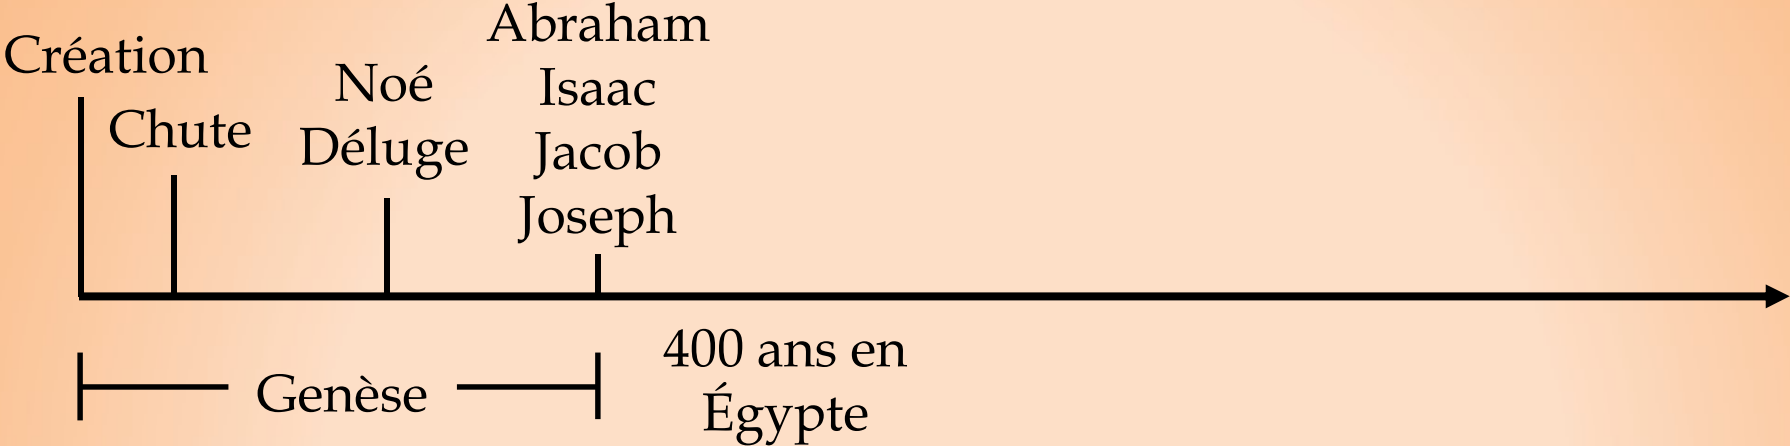 Création
Chute
Noé
Déluge
Abraham
Isaac
Jacob
Joseph
Genèse
400 ans en
Égypte